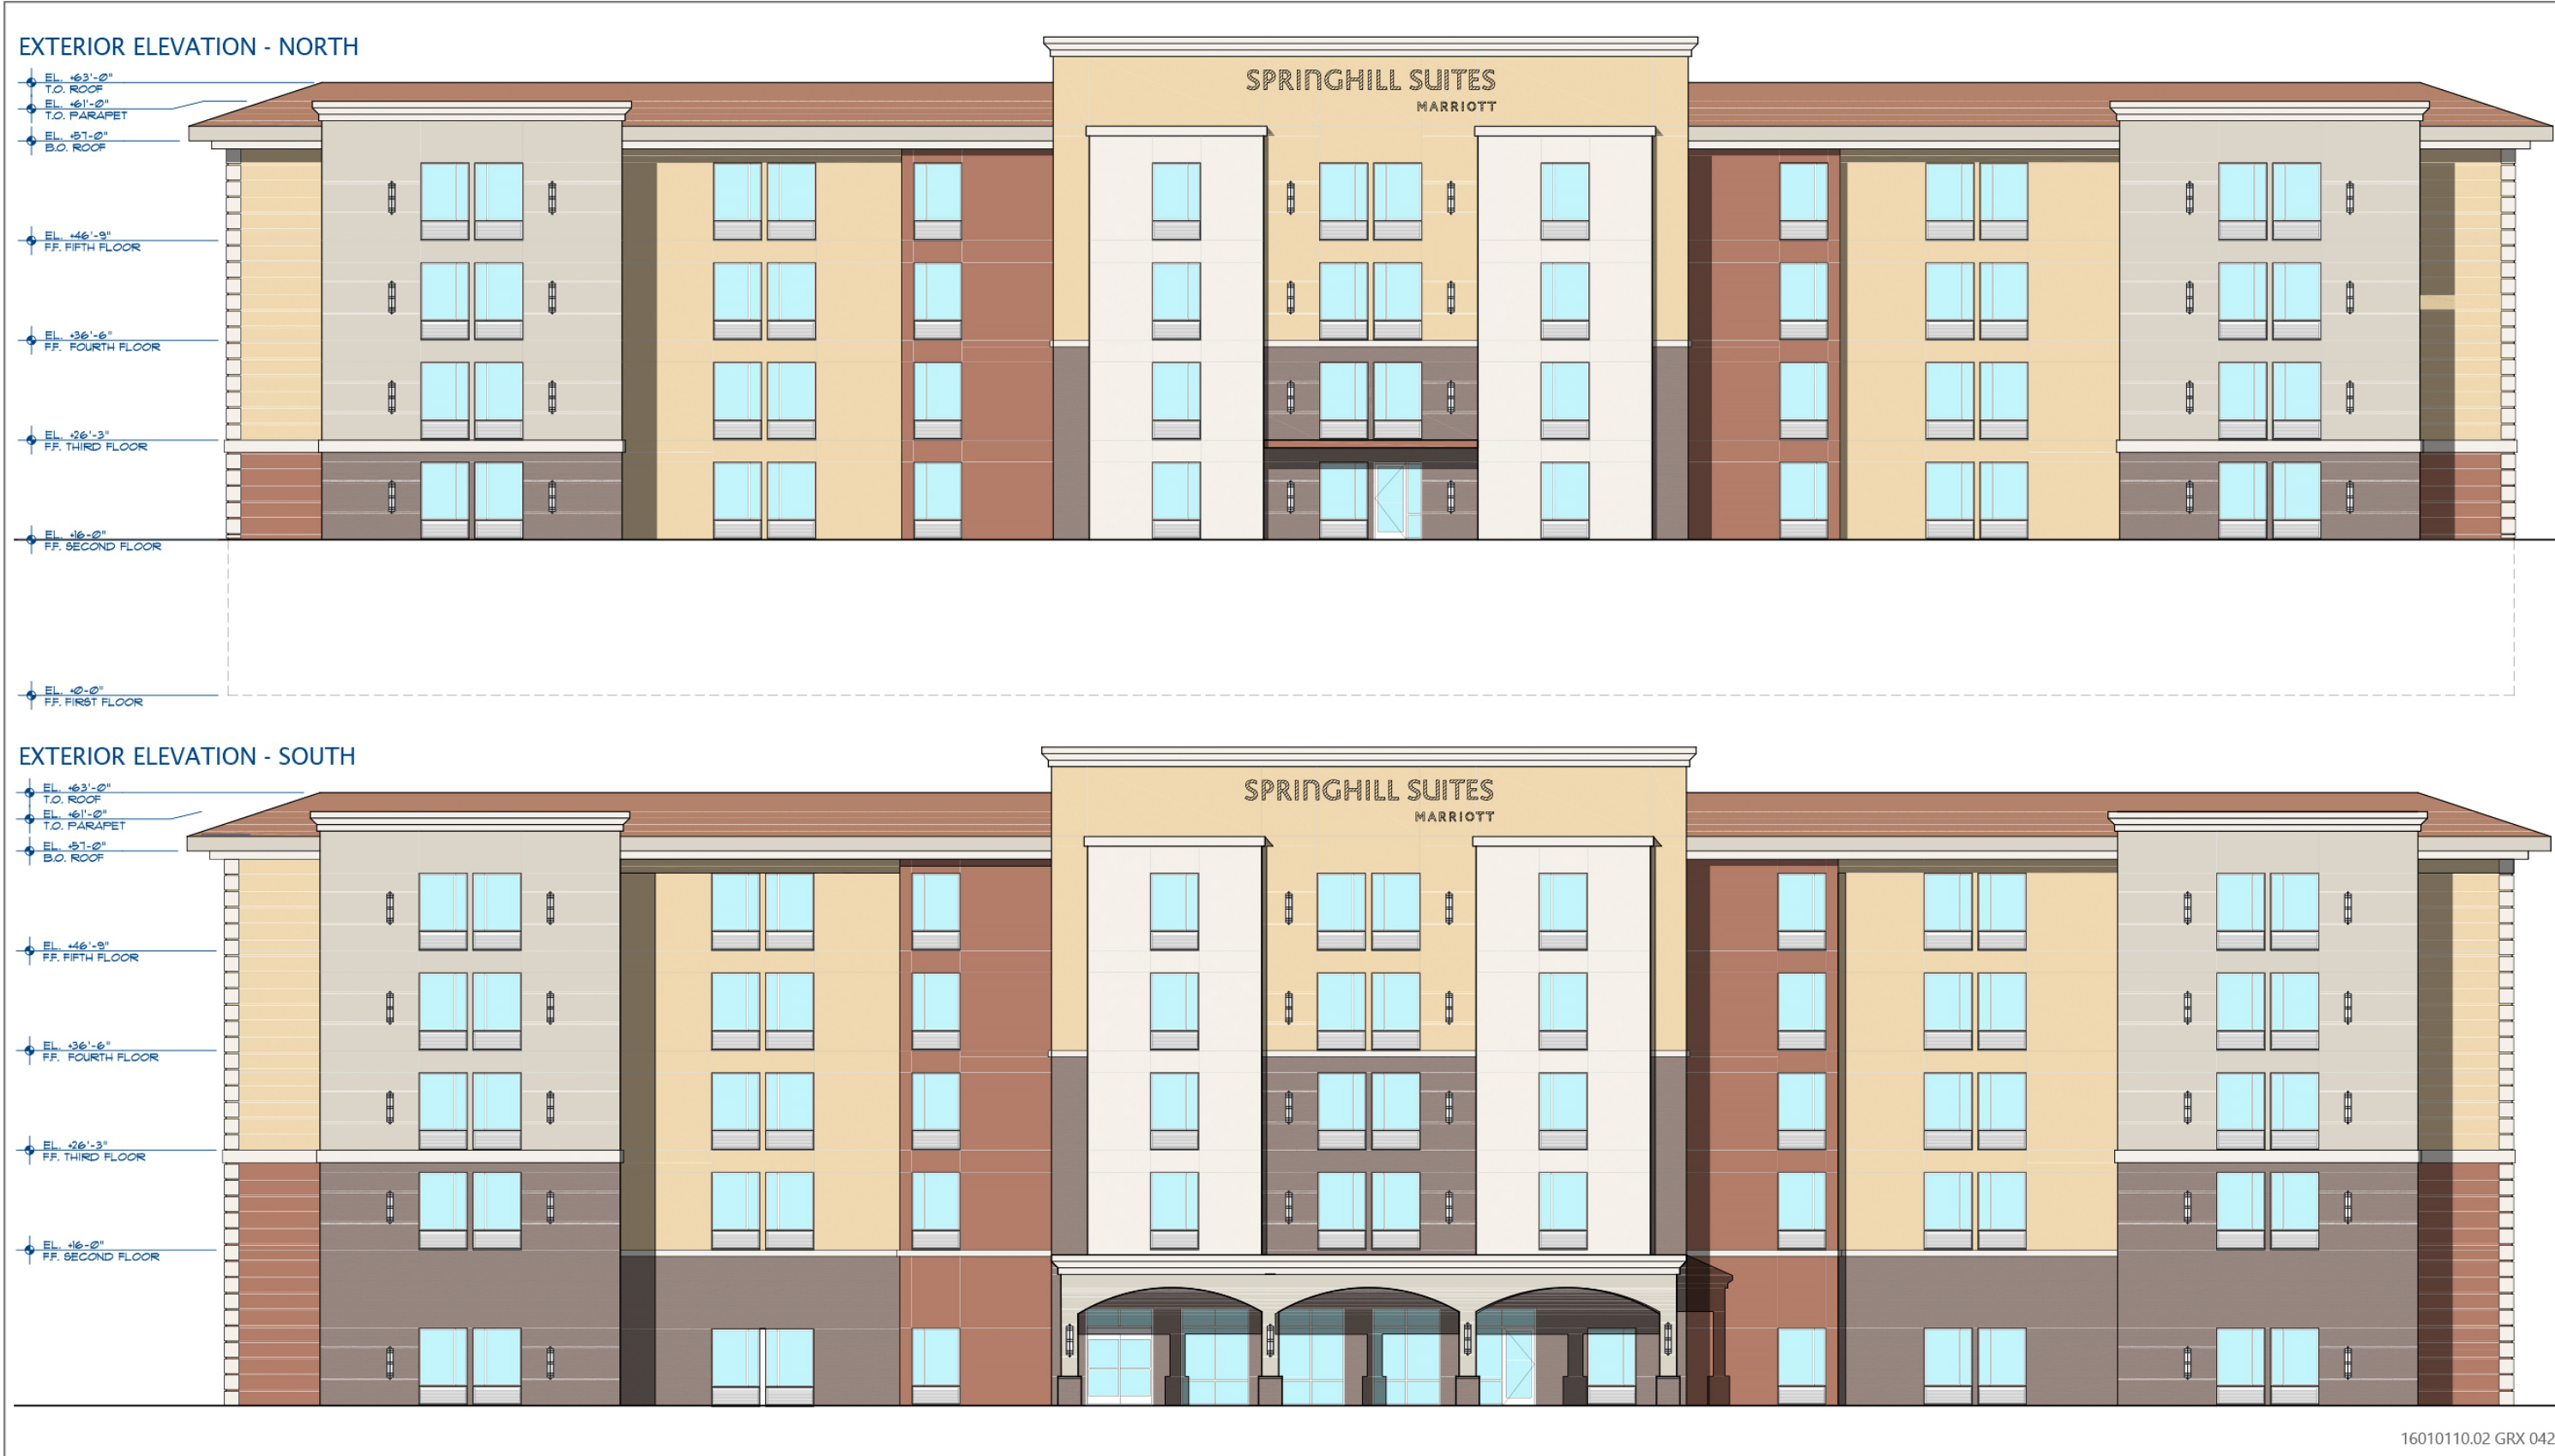 EXTERIOR ELEVATION - NORTH
EL. +63'-0"
T.O. ROOF
EL. +61'-0"
T.O. PARAPET
EL. +57-0"
B.O. ROOF
EL. +46'-9"
F.F. FIFTH FLOOR
EL. +36'-6"
F.F. FOURTH FLOOR
EL. +26'-3"
F.F. THIRD FLOOR
EL. +16-0"
F.F. SECOND FLOOR
EL. +0-0"
F.F. FIRST FLOOR
SPRINGHILL SUITES
MARRIOTT
EXTERIOR ELEVATION - SOUTH
EL. +63'-0"
T.O. ROOF
EL. +61'-0"
T.O. PARAPET
EL. +57-0"
B.O. ROOF
EL. +46'-9"
F.F. FIFTH FLOOR
EL. +36'-6"
F.F. FOURTH FLOOR
EL. +26'-3"
F.F. THIRD FLOOR
EL. +16-0"
F.F. SECOND FLOOR
SPRINGHILL SUITES
MARRIOTT
16010110.02 GRX 042